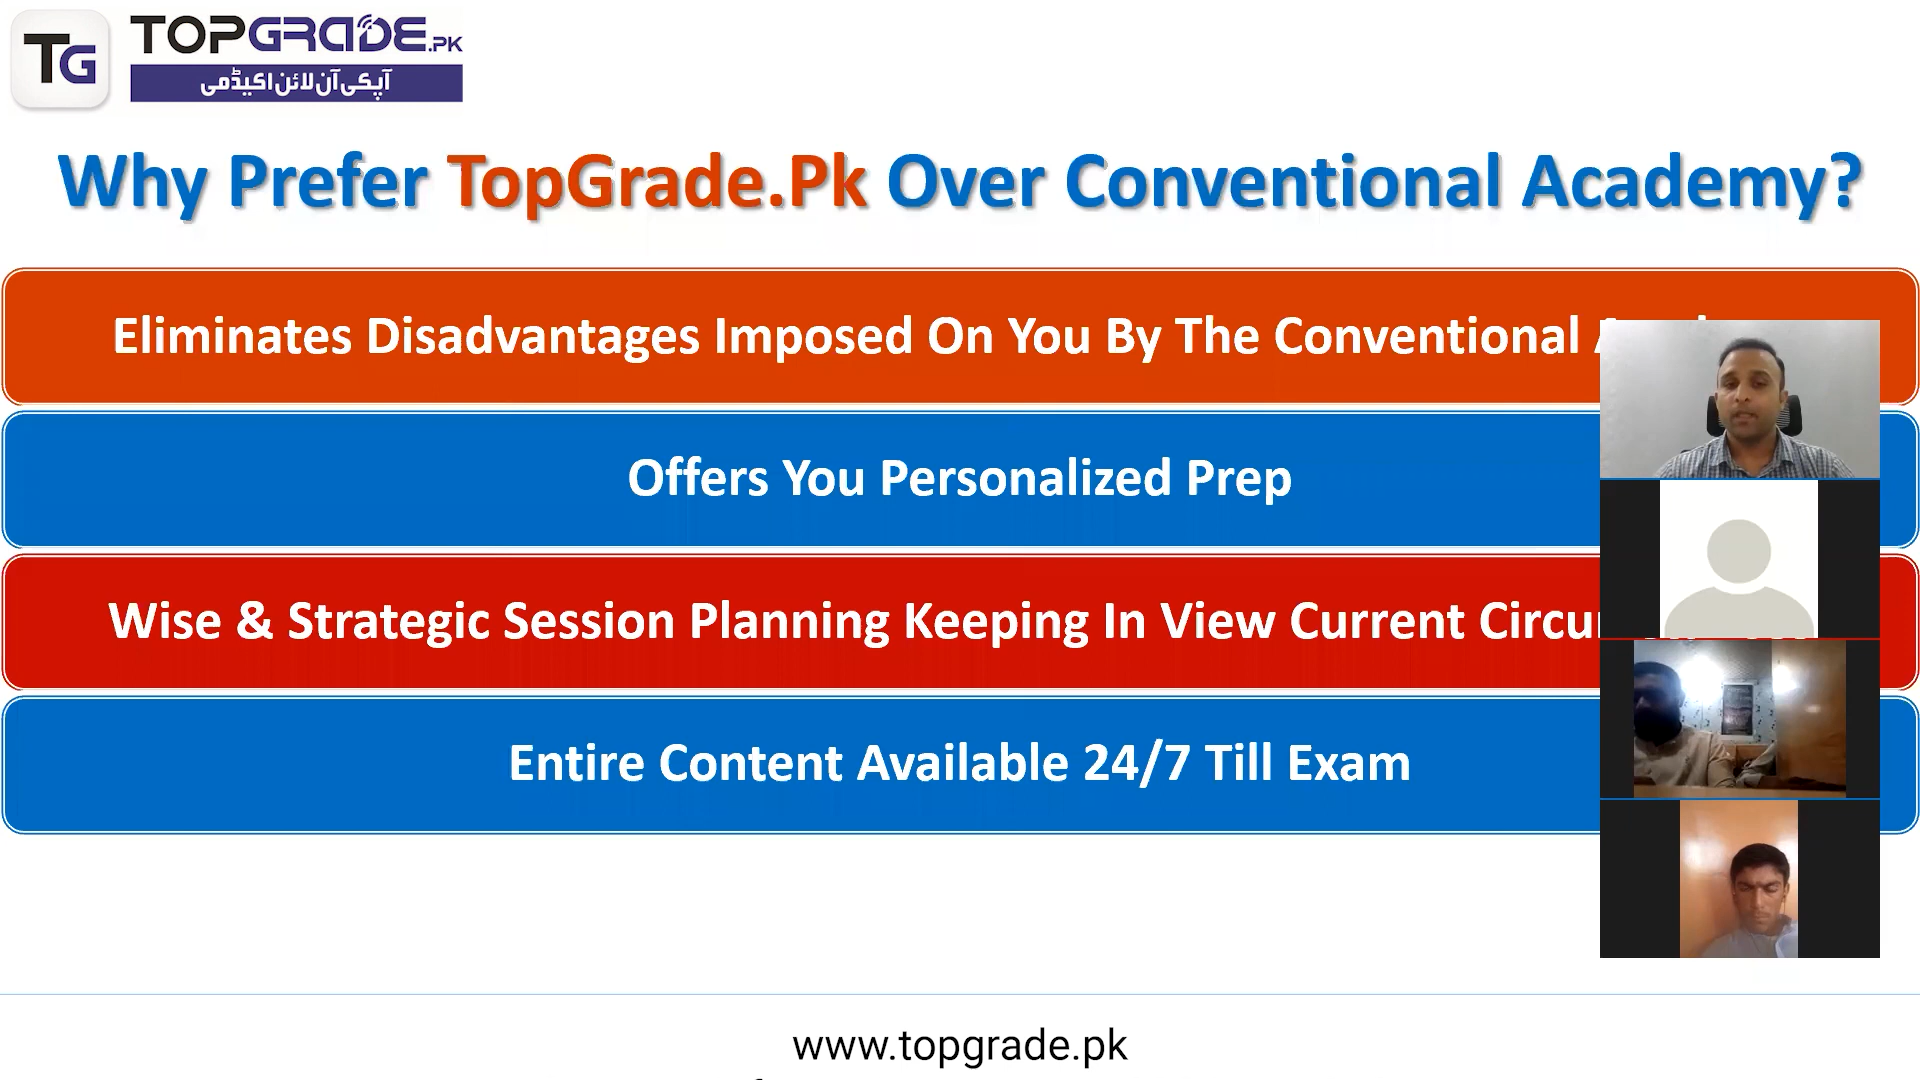 TG
TOPGRADE.PK
آپکی آن لائن اکیڈمی
Why Prefer TopGrade.Pk Over Conventional Academy?
Eliminates Disadvantages Imposed On You By The Conventional
Offers You Personalized Prep
Wise & Strategic Session Planning Keeping In View Current
Entire Content Available 24/7 Till Exam
www.topgrade.pk